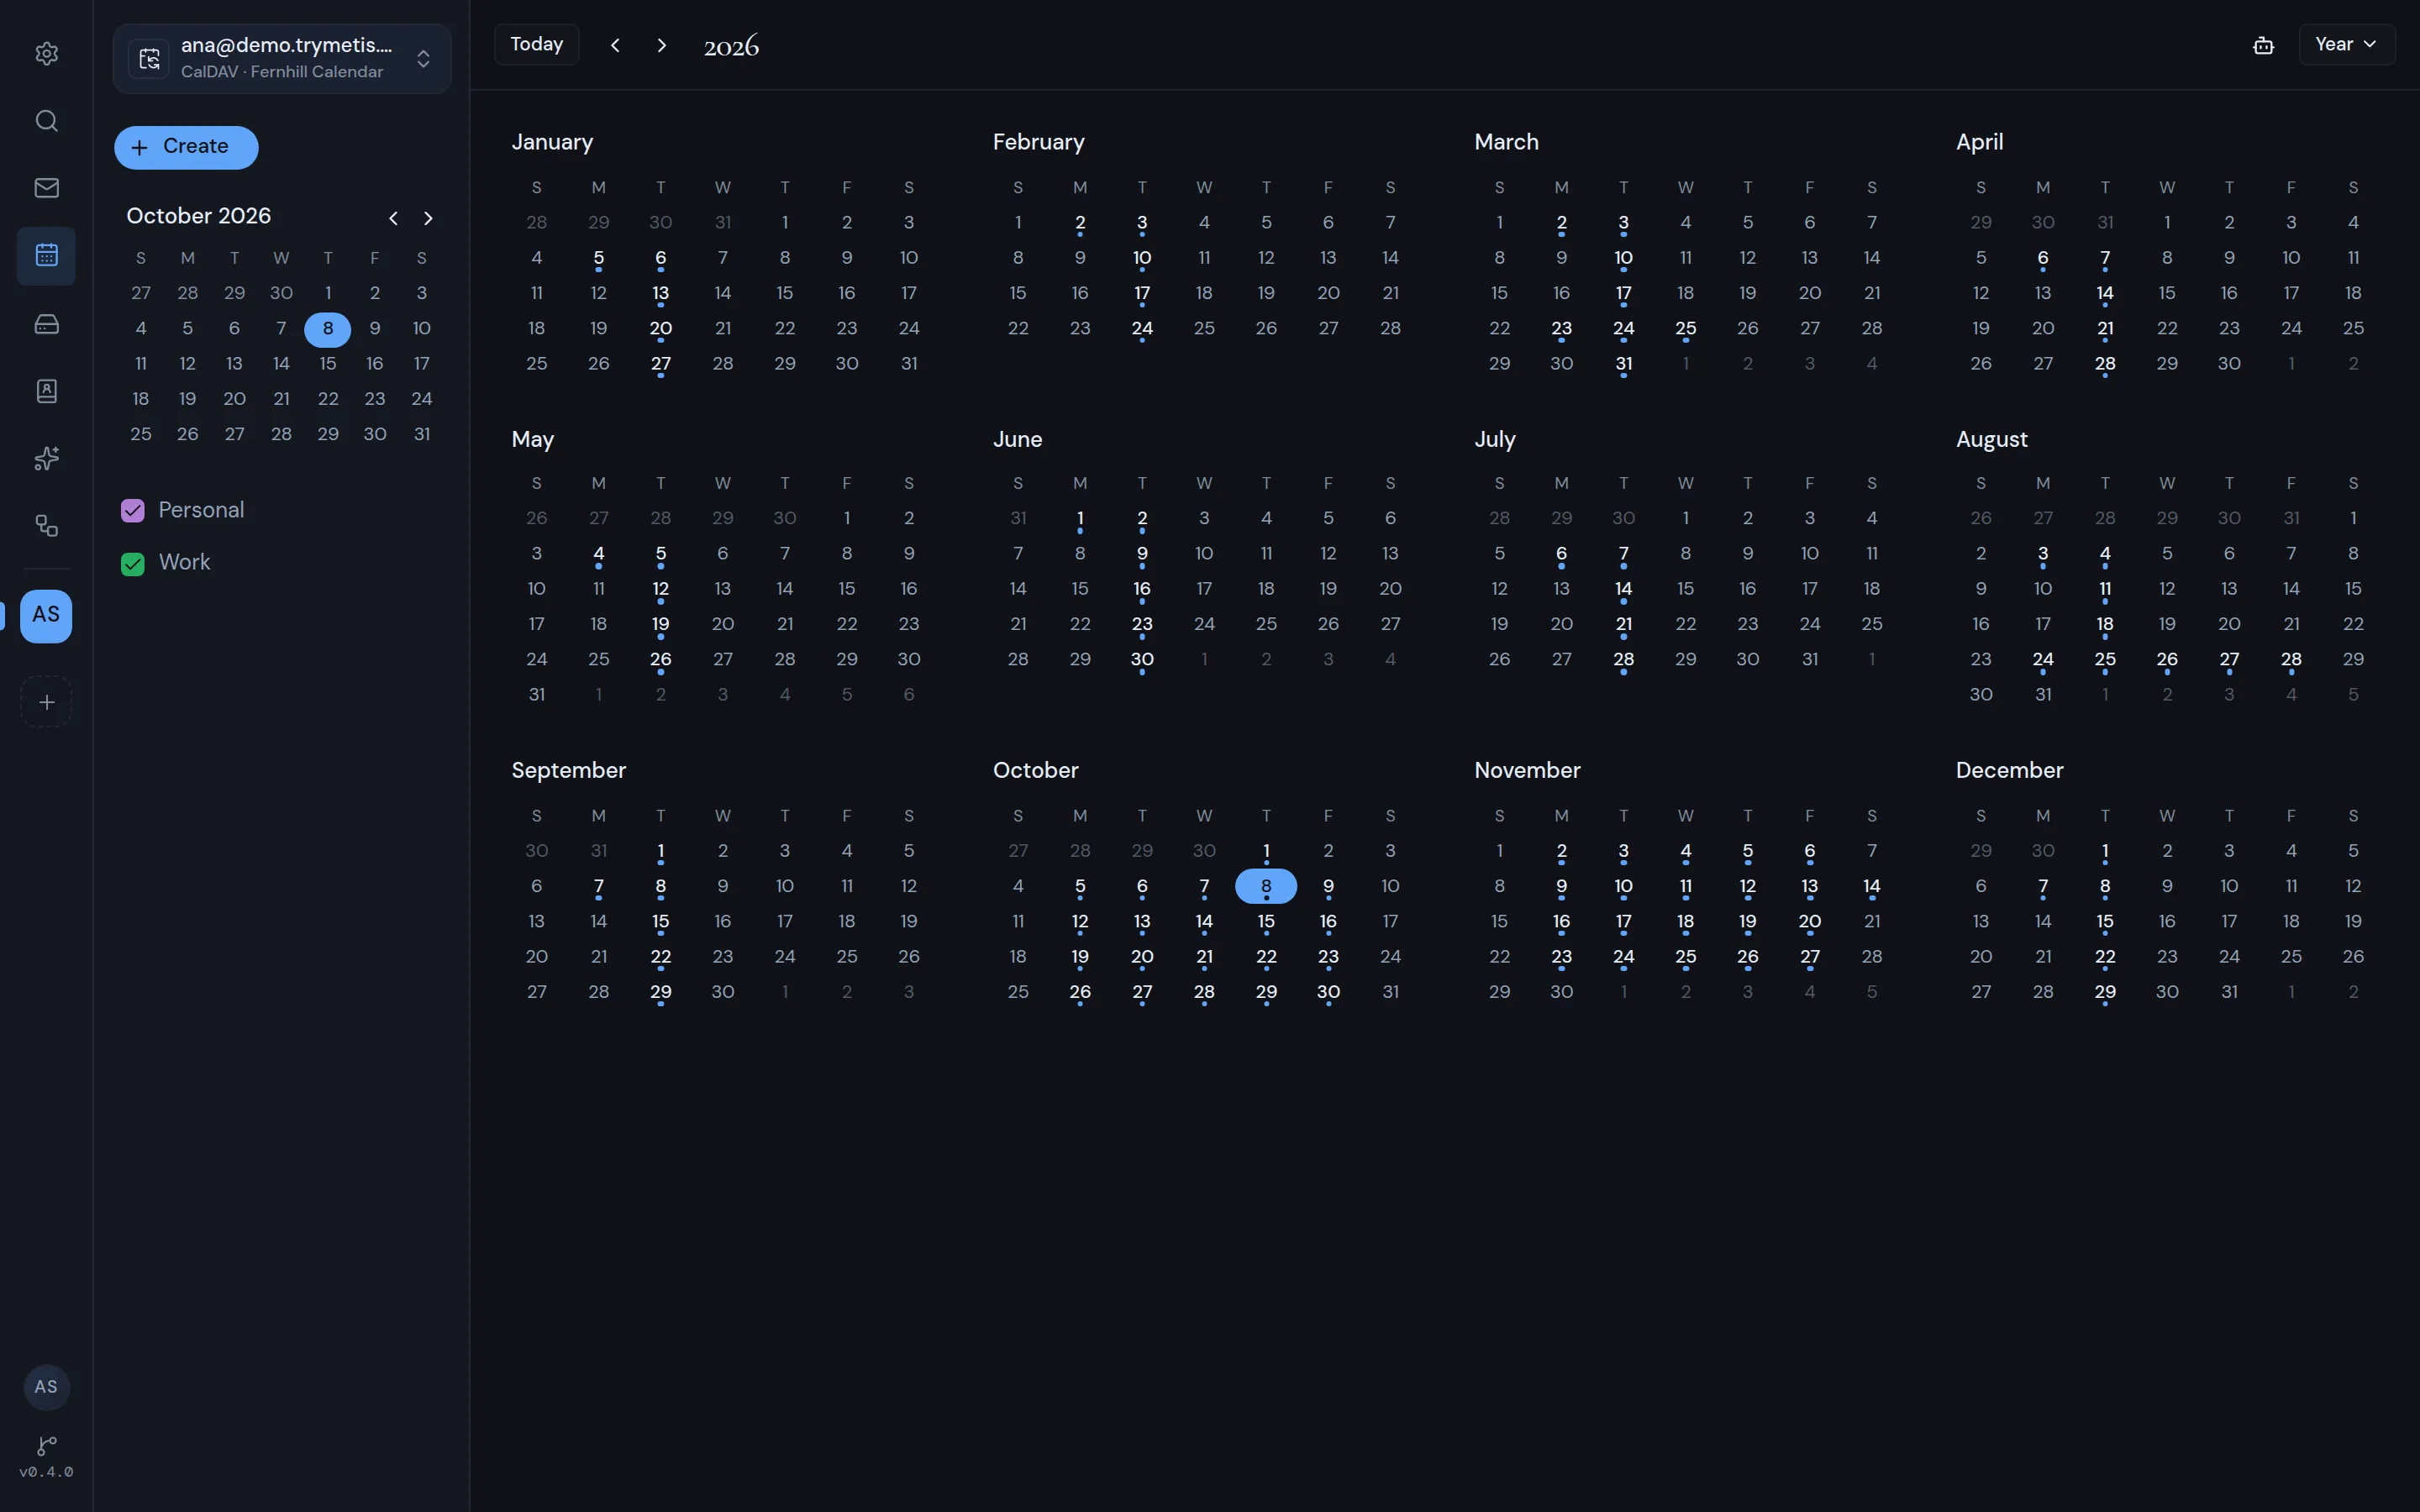 ana@demo.trymetis....
CalDAV · Fernhill Calendar
Create
October 2026
S M T W T F S
27 28 29 30 1 2 3
4 5 6 7 8 9 10
11 12 13 14 15 16 17
18 19 20 21 22 23 24
25 26 27 28 29 30 31
Personal
Work
AS
AS
v0.4.0
Today
2026
Year
January
S M T W T F S
28 29 30 31 1 2 3
4 5 6 7 8 9 10
11 12 13 14 15 16 17
18 19 20 21 22 23 24
25 26 27 28 29 30 31
February
S M T W T F S
1 2 3 4 5 6 7
8 9 10 11 12 13 14
15 16 17 18 19 20 21
22 23 24 25 26 27 28
March
S M T W T F S
1 2 3 4 5 6 7
8 9 10 11 12 13 14
15 16 17 18 19 20 21
22 23 24 25 26 27 28
29 30 31 1 2 3 4
April
S M T W T F S
29 30 31 1 2 3 4
5 6 7 8 9 10 11
12 13 14 15 16 17 18
19 20 21 22 23 24 25
26 27 28 29 30 1 2
May
S M T W T F S
26 27 28 29 30 1 2
3 4 5 6 7 8 9
10 11 12 13 14 15 16
17 18 19 20 21 22 23
24 25 26 27 28 29 30
31 1 2 3 4 5 6
June
S M T W T F S
31 1 2 3 4 5 6
7 8 9 10 11 12 13
14 15 16 17 18 19 20
21 22 23 24 25 26 27
28 29 30 1 2 3 4
July
S M T W T F S
28 29 30 1 2 3 4
5 6 7 8 9 10 11
12 13 14 15 16 17 18
19 20 21 22 23 24 25
26 27 28 29 30 31 1
August
S M T W T F S
26 27 28 29 30 31 1
2 3 4 5 6 7 8
9 10 11 12 13 14 15
16 17 18 19 20 21 22
23 24 25 26 27 28 29
30 31 1 2 3 4 5
September
S M T W T F S
30 31 1 2 3 4 5
6 7 8 9 10 11 12
13 14 15 16 17 18 19
20 21 22 23 24 25 26
27 28 29 30 1 2 3
October
S M T W T F S
27 28 29 30 1 2 3
4 5 6 7 8 9 10
11 12 13 14 15 16 17
18 19 20 21 22 23 24
25 26 27 28 29 30 31
November
S M T W T F S
1 2 3 4 5 6 7
8 9 10 11 12 13 14
15 16 17 18 19 20 21
22 23 24 25 26 27 28
29 30 1 2 3 4 5
December
S M T W T F S
29 30 1 2 3 4 5
6 7 8 9 10 11 12
13 14 15 16 17 18 19
20 21 22 23 24 25 26
27 28 29 30 31 1 2